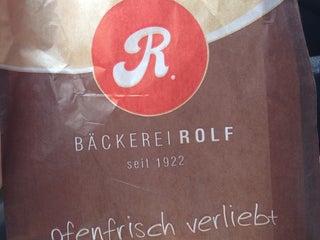 R.
BÄCKEREI ROLF
seit 1922
ofenfrisch verliebt